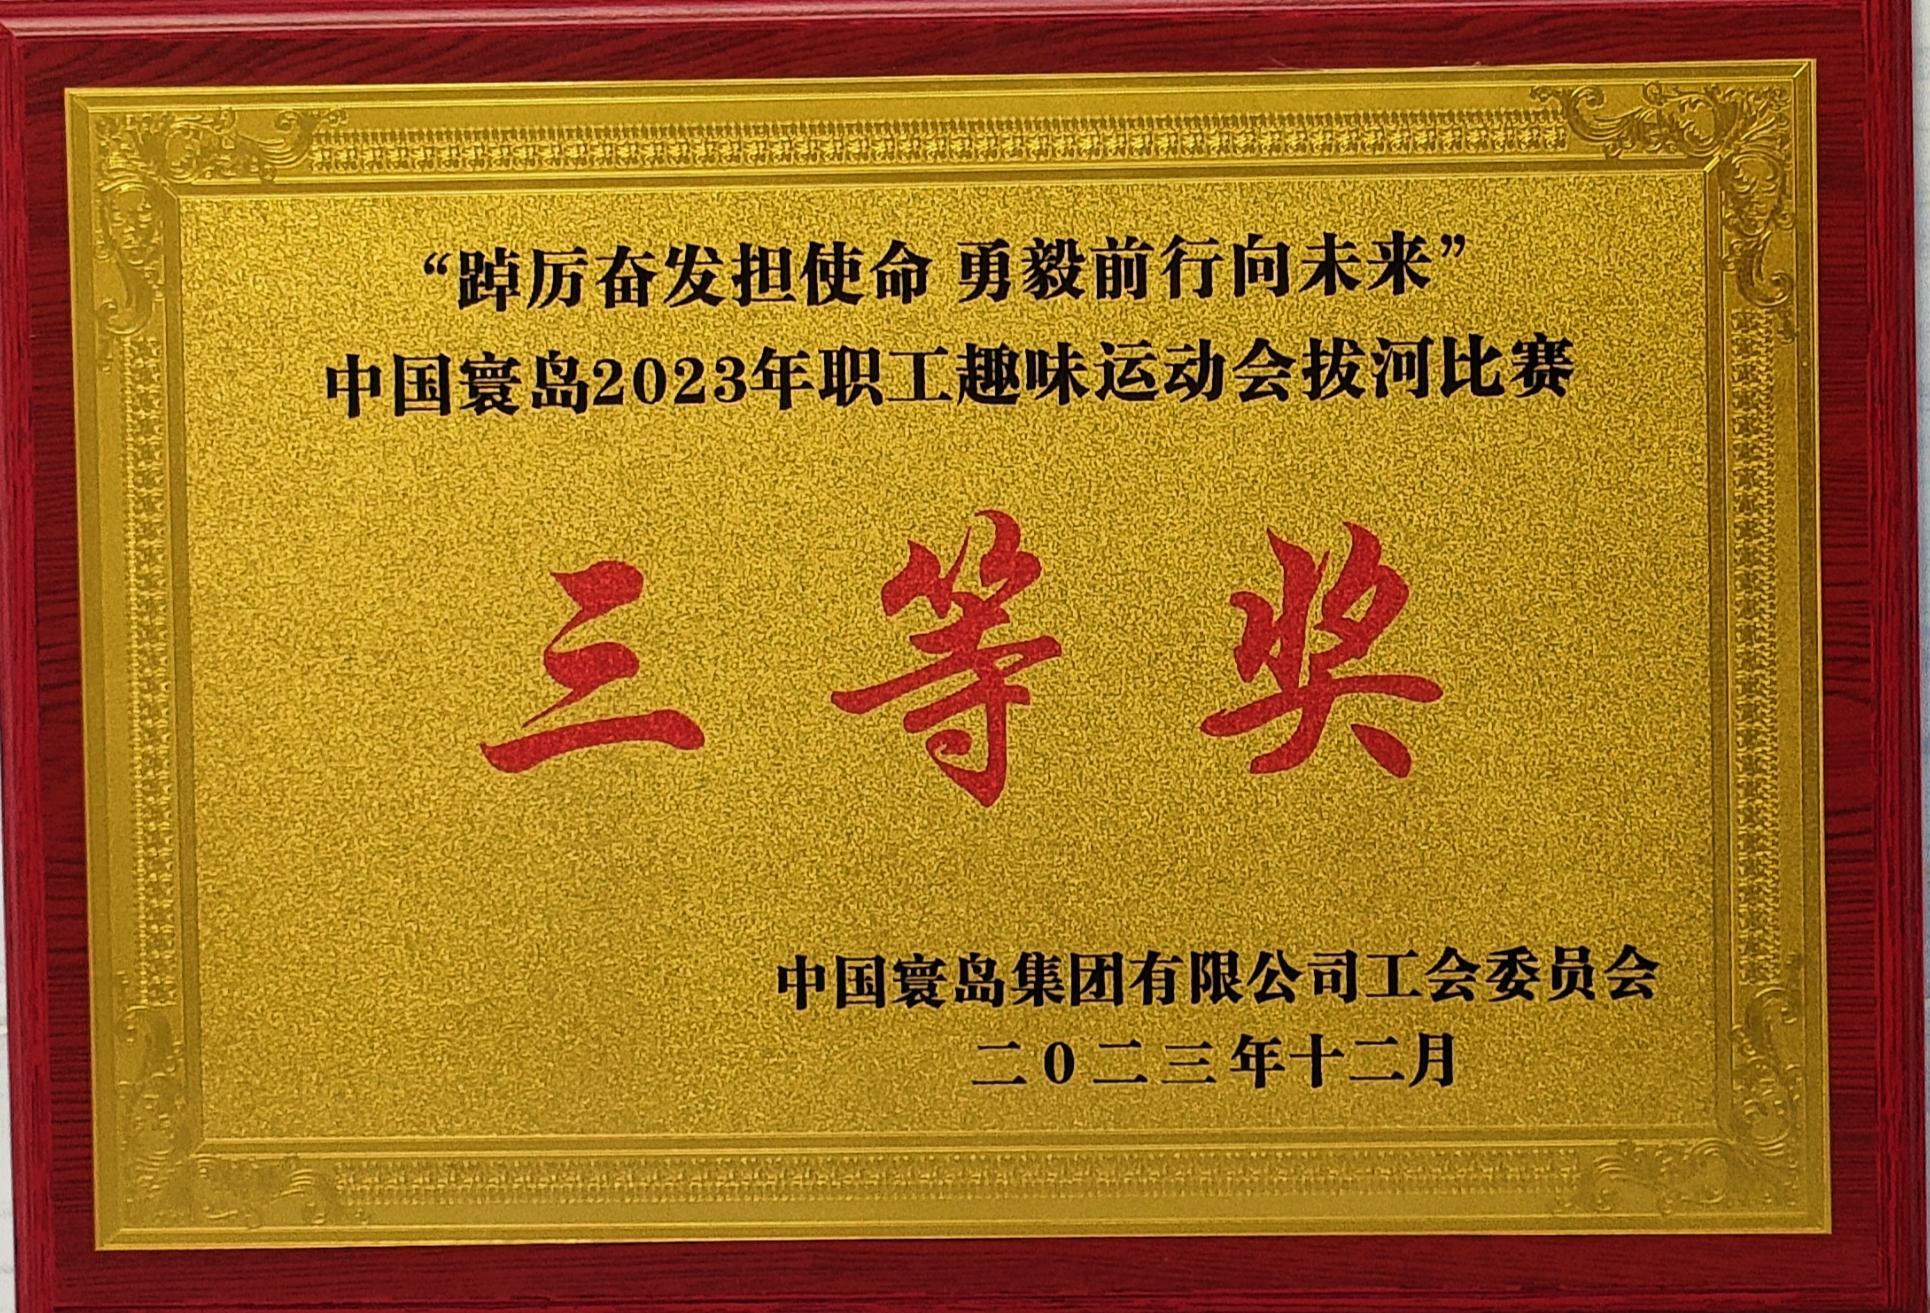 “踔厉奋发担使命 勇毅前行向未来”
中国寰岛2023年职工趣味运动会拔河比赛
三等奖
中国寰岛集团有限公司工会委员会
二0二三年十二月